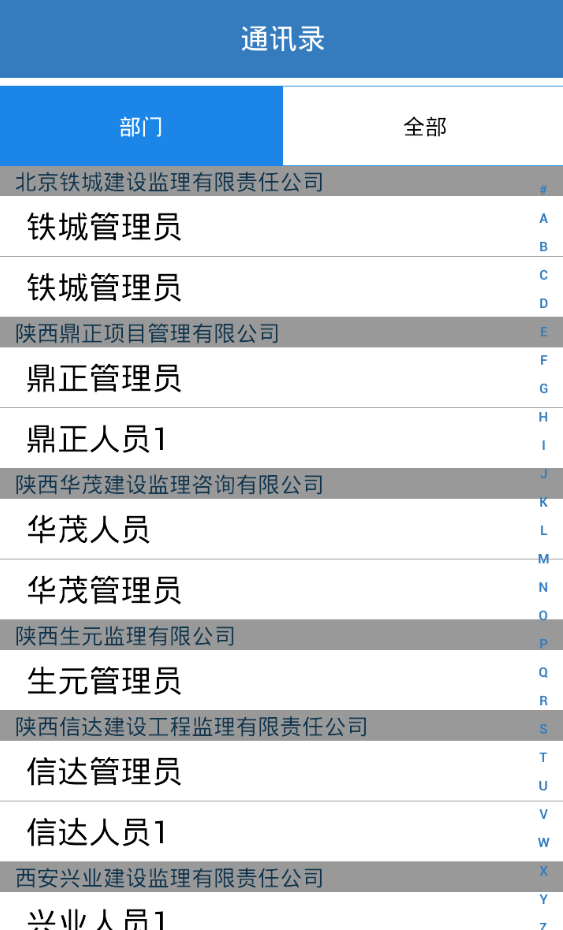 通讯录
部门
全部
北京铁城建设监理有限责任公司
铁城管理员
铁城管理员
陕西鼎正项目管理有限公司
鼎正管理员
鼎正人员1
陕西华茂建设监理咨询有限公司
华茂人员
华茂管理员
陕西生元监理有限公司
生元管理员
陕西信达建设工程监理有限责任公司
信达管理员
信达人员1
西安兴业建设监理有限责任公司
兴业人员1
#
A
B
C
D
E
F
G
H
I
J
K
L
M
N
O
P
Q
R
S
T
U
V
W
X
Y
Z